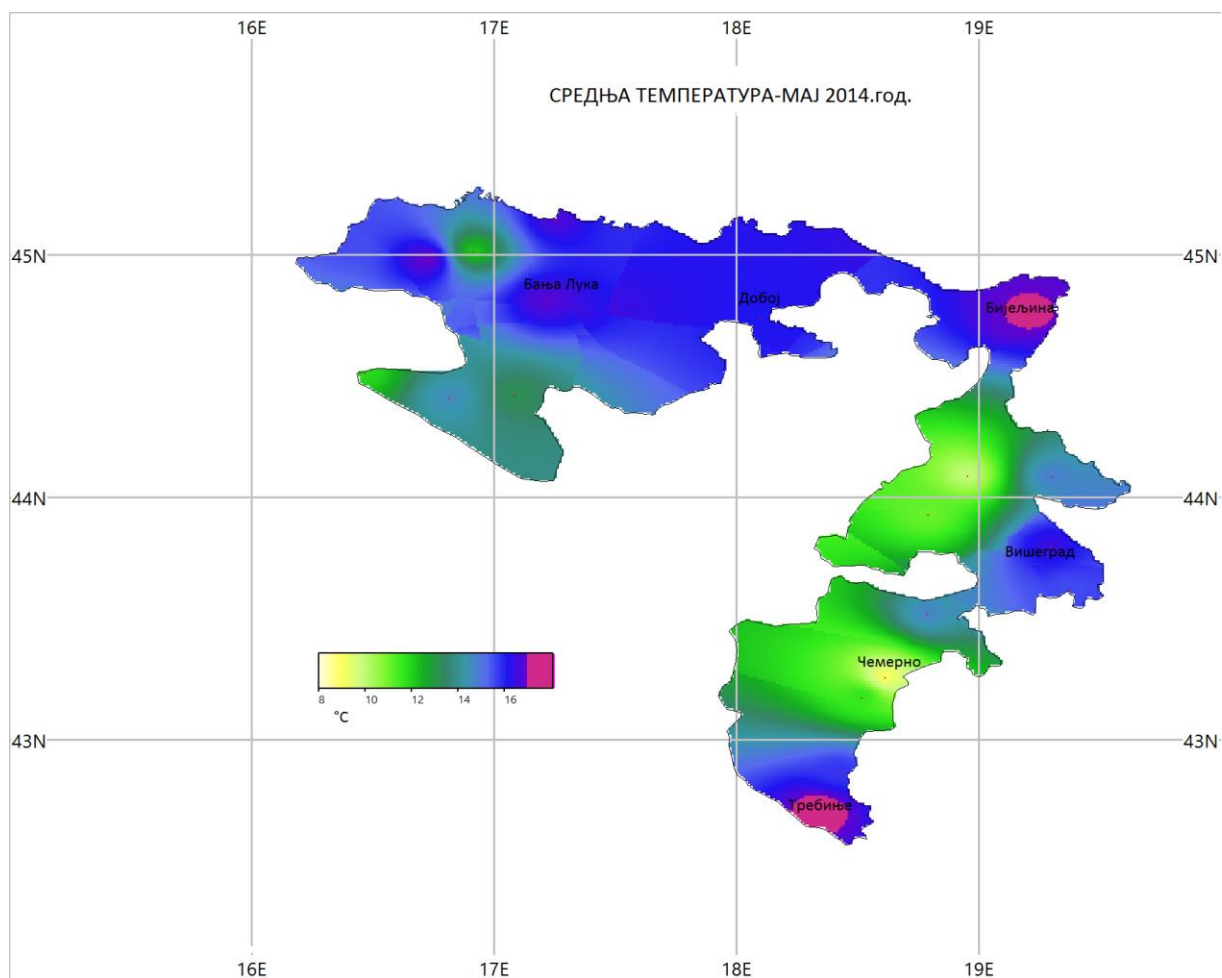 16E 17E 18E 19E
СРЕДЊА ТЕМПЕРАТУРА-МАЈ 2014.год.
45N 45N
Бања Лука
Добој
Бијељина
44N 44N
Вишеград
Чемерно
8 10 12 14 16
°C
43N 43N
Требиње
16E 17E 18E 19E